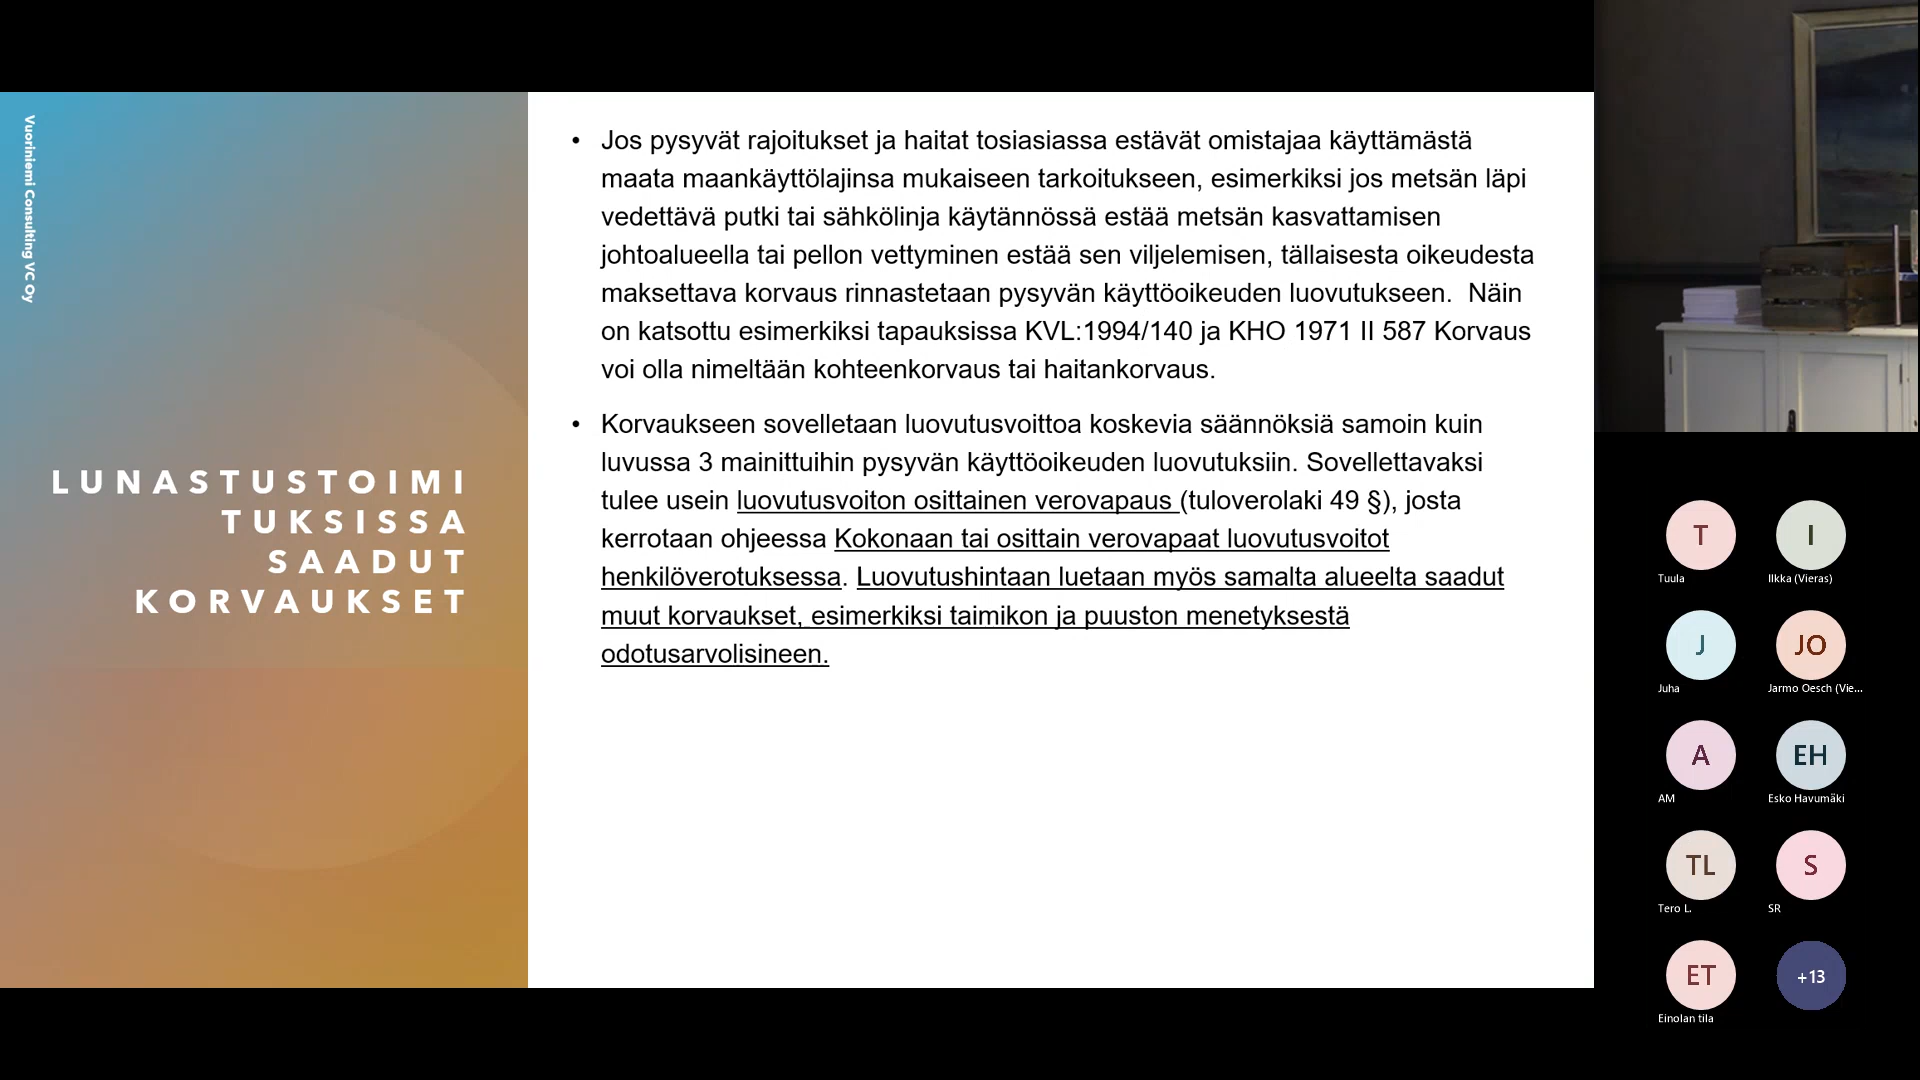 Vuoriniemi Consulting VC Oy
LUNASTUSTOIMI
TUKSISSA
SAADUT
KORVAUKSET
• Jos pysyvät rajoitukset ja haitat tosiasiassa estävät omistajaa käyttämästä
maata maankäyttölajinsa mukaiseen tarkoitukseen, esimerkiksi jos metsän läpi
vedettävä putki tai sähkölinja käytännössä estää metsän kasvattamisen
johtoalueella tai pellon vettyminen estää sen viljelemisen, tällaisesta oikeudesta
maksettava korvaus rinnastetaan pysyvän käyttöoikeuden luovutukseen.  Näin
on katsottu esimerkiksi tapauksissa KVL:1994/140 ja KHO 1971 II 587 Korvaus
voi olla nimeltään kohteenkorvaus tai haitankorvaus.
• Korvaukseen sovelletaan luovutusvoittoa koskevia säännöksiä samoin kuin
luvussa 3 mainittuihin pysyvän käyttöoikeuden luovutuksiin. Sovellettavaksi
tulee usein luovutusvoiton osittainen verovapaus (tuloverolaki 49 §), josta
kerrotaan ohjeessa Kokonaan tai osittain verovapaat luovutusvoitot
henkilöverotuksessa. Luovutushintaan luetaan myös samalta alueelta saadut
muut korvaukset, esimerkiksi taimikon ja puuston menetyksestä
odotusarvolisineen.
T
I
Tuula
Ilkka (Vieras)
J
JO
Juha
Jarmo Oesch (Vie...
A
EH
AM
Esko Havumäki
TL
S
Tero L.
SR
ET
+13
Einolan tila